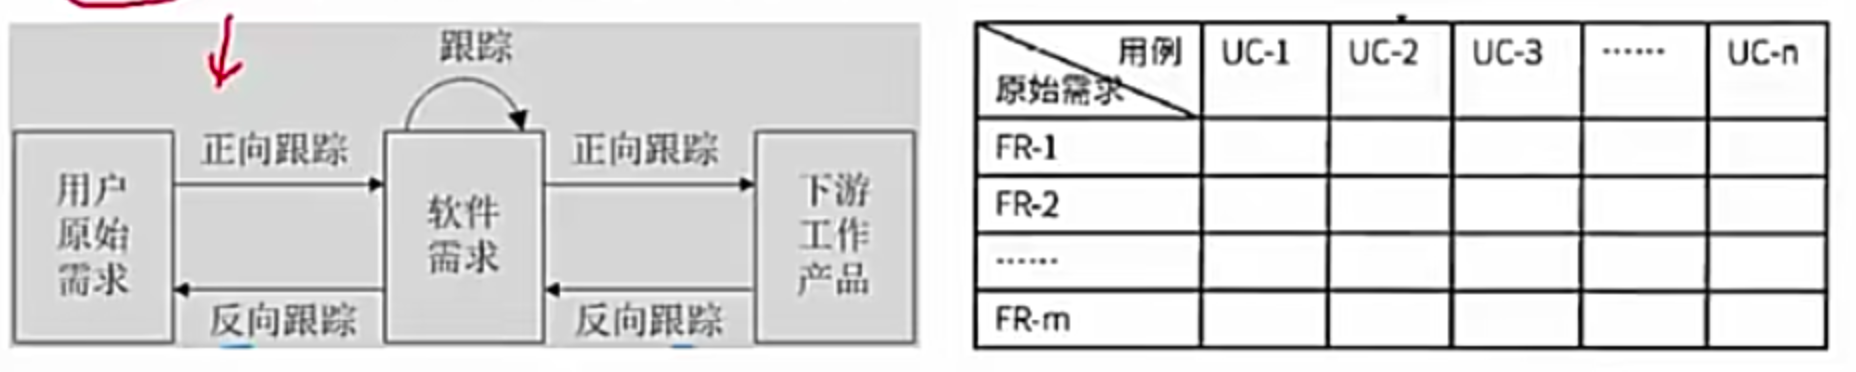 跟踪
正向跟踪
正向跟踪
用户
原始
需求
软件
需求
下游
工作
产品
反向跟踪
反向跟踪
用例
原始需求
UC-1
UC-2
UC-3
……
UC-n
FR-1
FR-2
……
FR-m